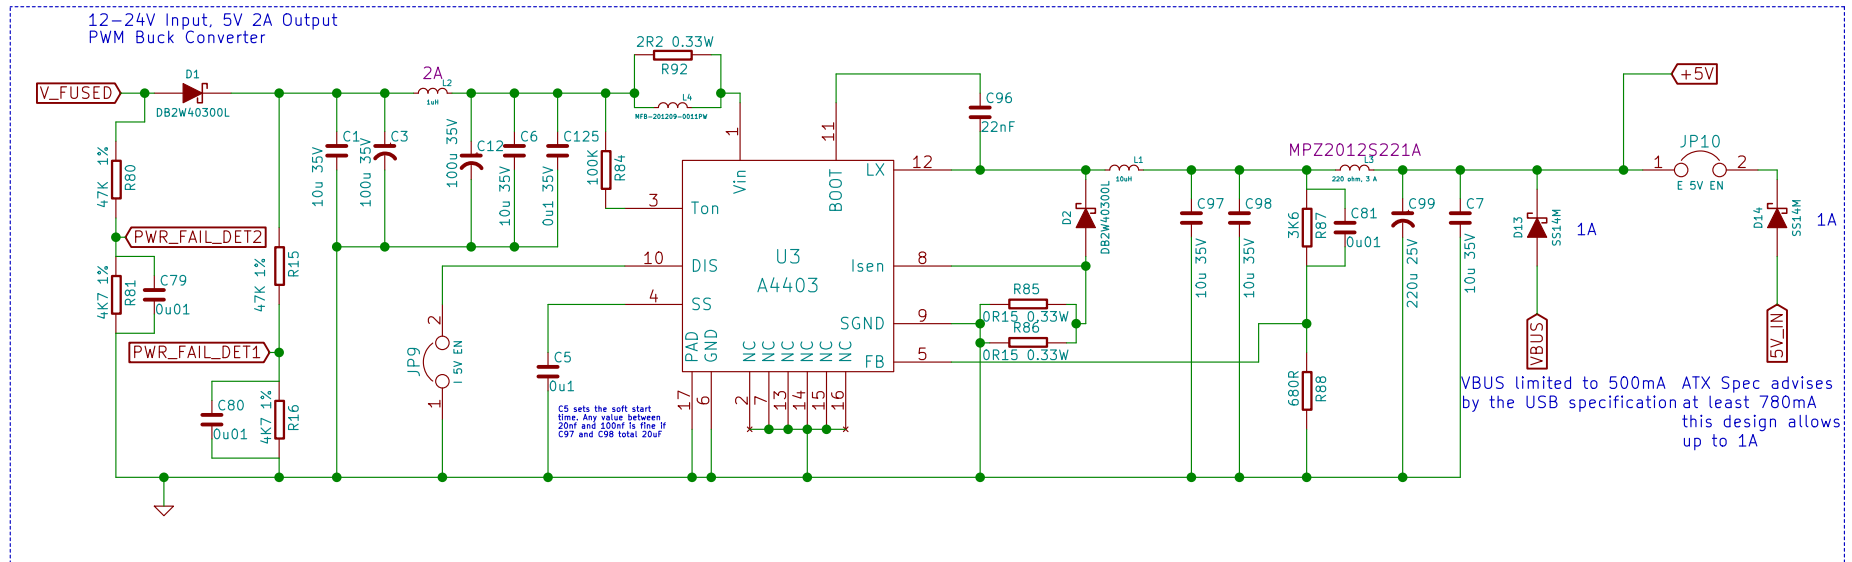 12-24V Input, 5V 2A Output
PWM Buck Converter
V_FUSED
D1
DB2W40300L
47K 1%
R80
PWR_FAIL_DET2
4K7 1%
R81
C79
0u01
47K 1%
R15
PWR_FAIL_DET1
C80
0u01
4K7 1%
R16
C1
10u 35V
C3
100u 35V
2A
L2
1uH
C12
100u 35V
C6
10u 35V
C125
0u1 35V
2R2 0.33W
R92
L4
MFB-201209-0011PW
100K
R84
JP9
I 5V EN
2
1
C5
0u1
C5 sets the soft start
time. Any value between
20nf and 100nf is fine if
C97 and C98 total 20uF
U3
A4403
1
Vin
11
BOOT
3
Ton
10
DIS
4
SS
12
LX
8
Isen
9
SGND
5
FB
PAD
GND
NC
NC
NC
NC
NC
NC
17
6
2
7
13
14
15
16
C96
22nF
D2
DB2W40300L
L1
10uH
R85
0R15 0.33W
R86
0R15 0.33W
C97
10u 35V
C98
10u 35V
MPZ2012S221A
L3
220 ohm, 3 A
3K6
R87
C81
0u01
680R
R88
C99
220u 25V
C7
10u 35V
D13
SS14M
1A
VBUS
VBUS limited to 500mA
by the USB specification
+5V
JP10
1
2
E 5V EN
D14
SS14M
1A
5V_IN
ATX Spec advises
at least 780mA
this design allows
up to 1A